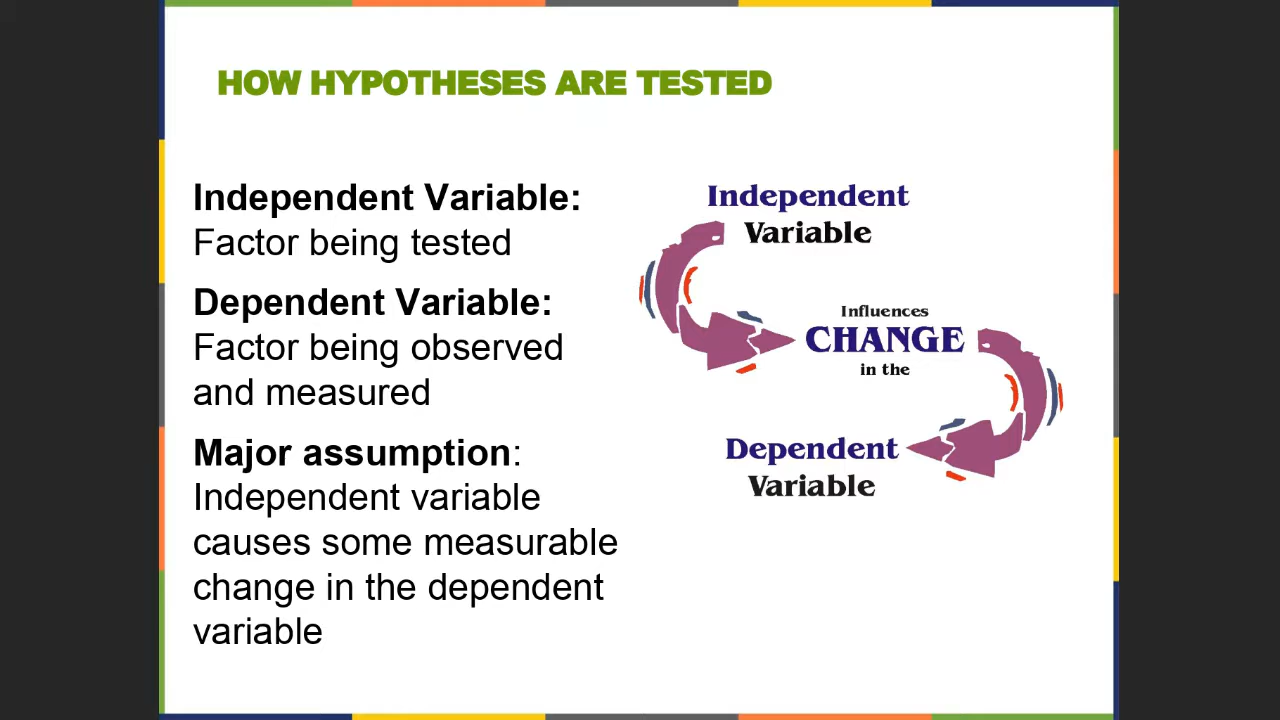 HOW HYPOTHESES ARE TESTED
Independent Variable:
Factor being tested
Dependent Variable:
Factor being observed
and measured
Major assumption:
Independent variable
causes some measurable
change in the dependent
variable
Independent
Variable
Influences
CHANGE
in the
Dependent
Variable